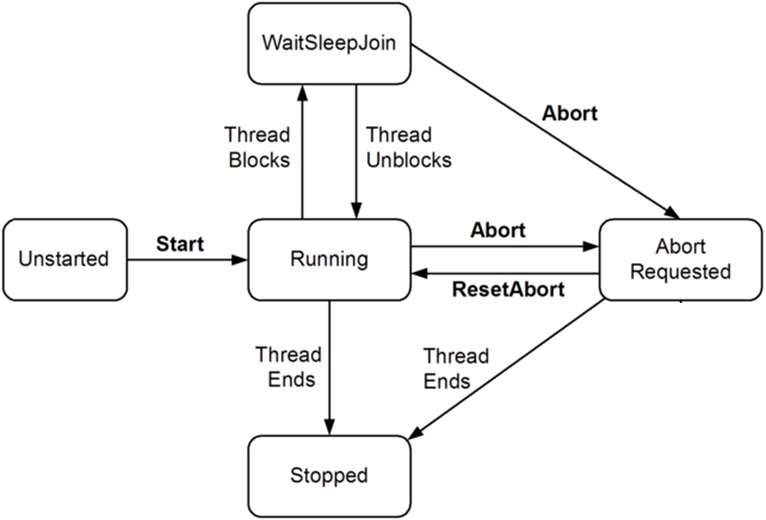 WaitSleepJoin
Abort
Thread
Blocks
Thread
Unblocks
Unstarted
Start
Running
Abort
ResetAbort
Abort
Requested
Thread
Ends
Thread
Ends
Stopped